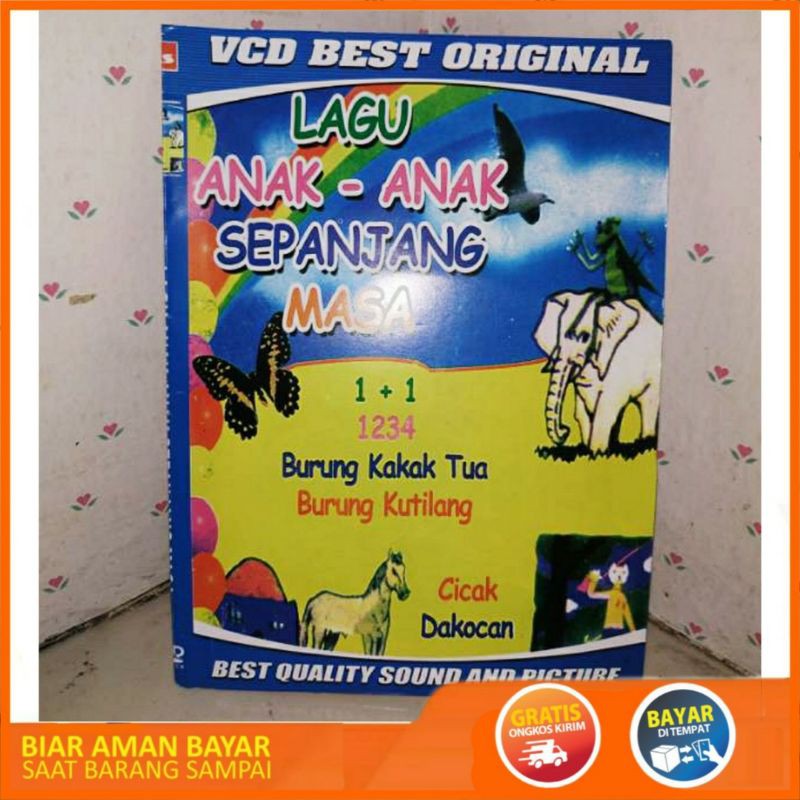 VCD BEST ORIGINAL
LAGU
ANAK - ANAK
SEPANJANG
MASA
1 + 1
1234
Burung Kakak Tua
Burung Kutilang
Cicak
Dakocan
BEST QUALITY SOUND AND PICTURE
BIAR AMAN BAYAR
SAAT BARANG SAMPAI
GRATIS
ONGKOS KIRIM
BAYAR
DI TEMPAT